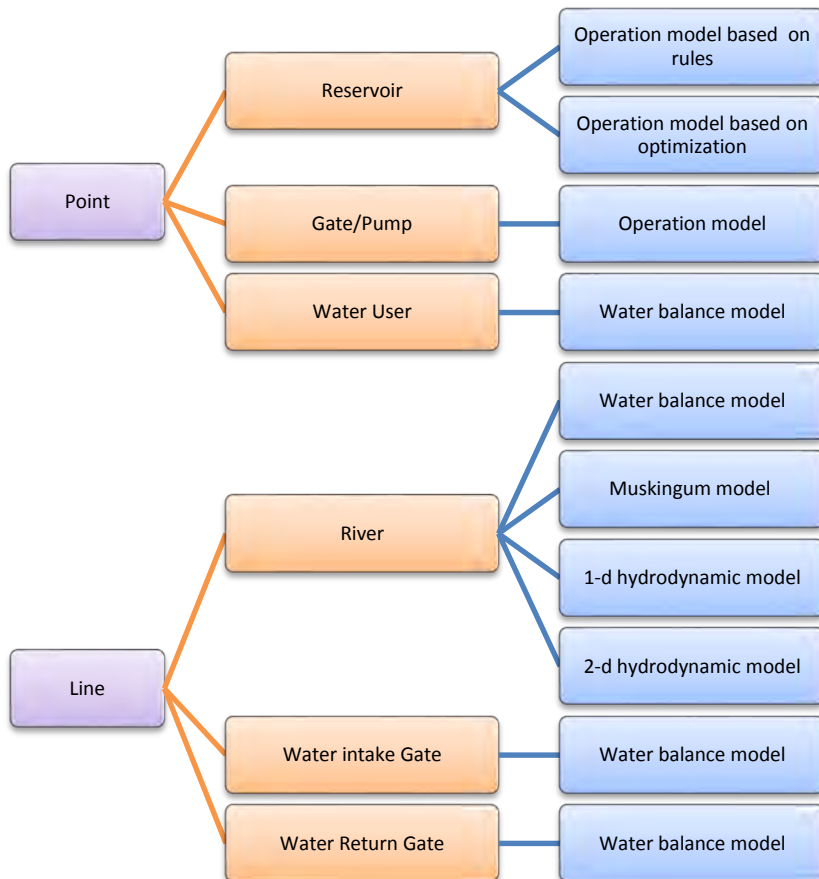 Point
Reservoir
Operation model based on
rules
Operation model based on
optimization
Gate/Pump
Operation model
Water User
Water balance model
Line
River
Water balance model
Muskingum model
1-d hydrodynamic model
2-d hydrodynamic model
Water intake Gate
Water balance model
Water Return Gate
Water balance model